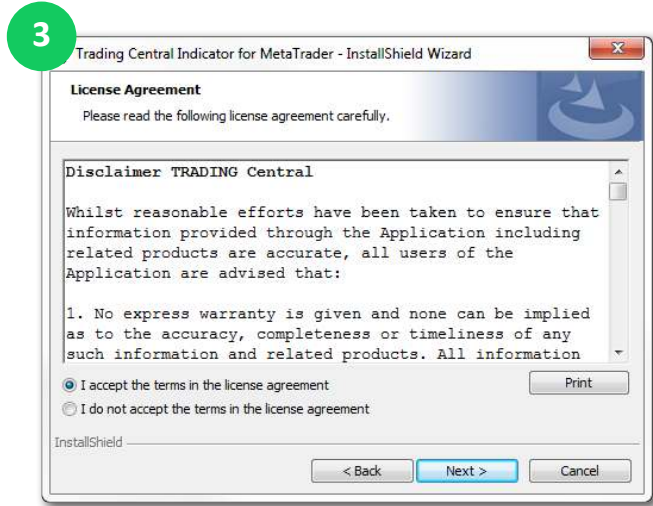 3
Trading Central Indicator for MetaTrader - InstallShield Wizard
License Agreement
Please read the following license agreement carefully.
Disclaimer TRADING Central
Whilst reasonable efforts have been taken to ensure that
information provided through the Application including
related products are accurate, all users of the
Application are advised that:
1. No express warranty is given and none can be implied
as to the accuracy, completeness or timeliness of any
such information and related products. All information
I accept the terms in the license agreement
Print
I do not accept the terms in the license agreement
InstallShield
< Back
Next >
Cancel